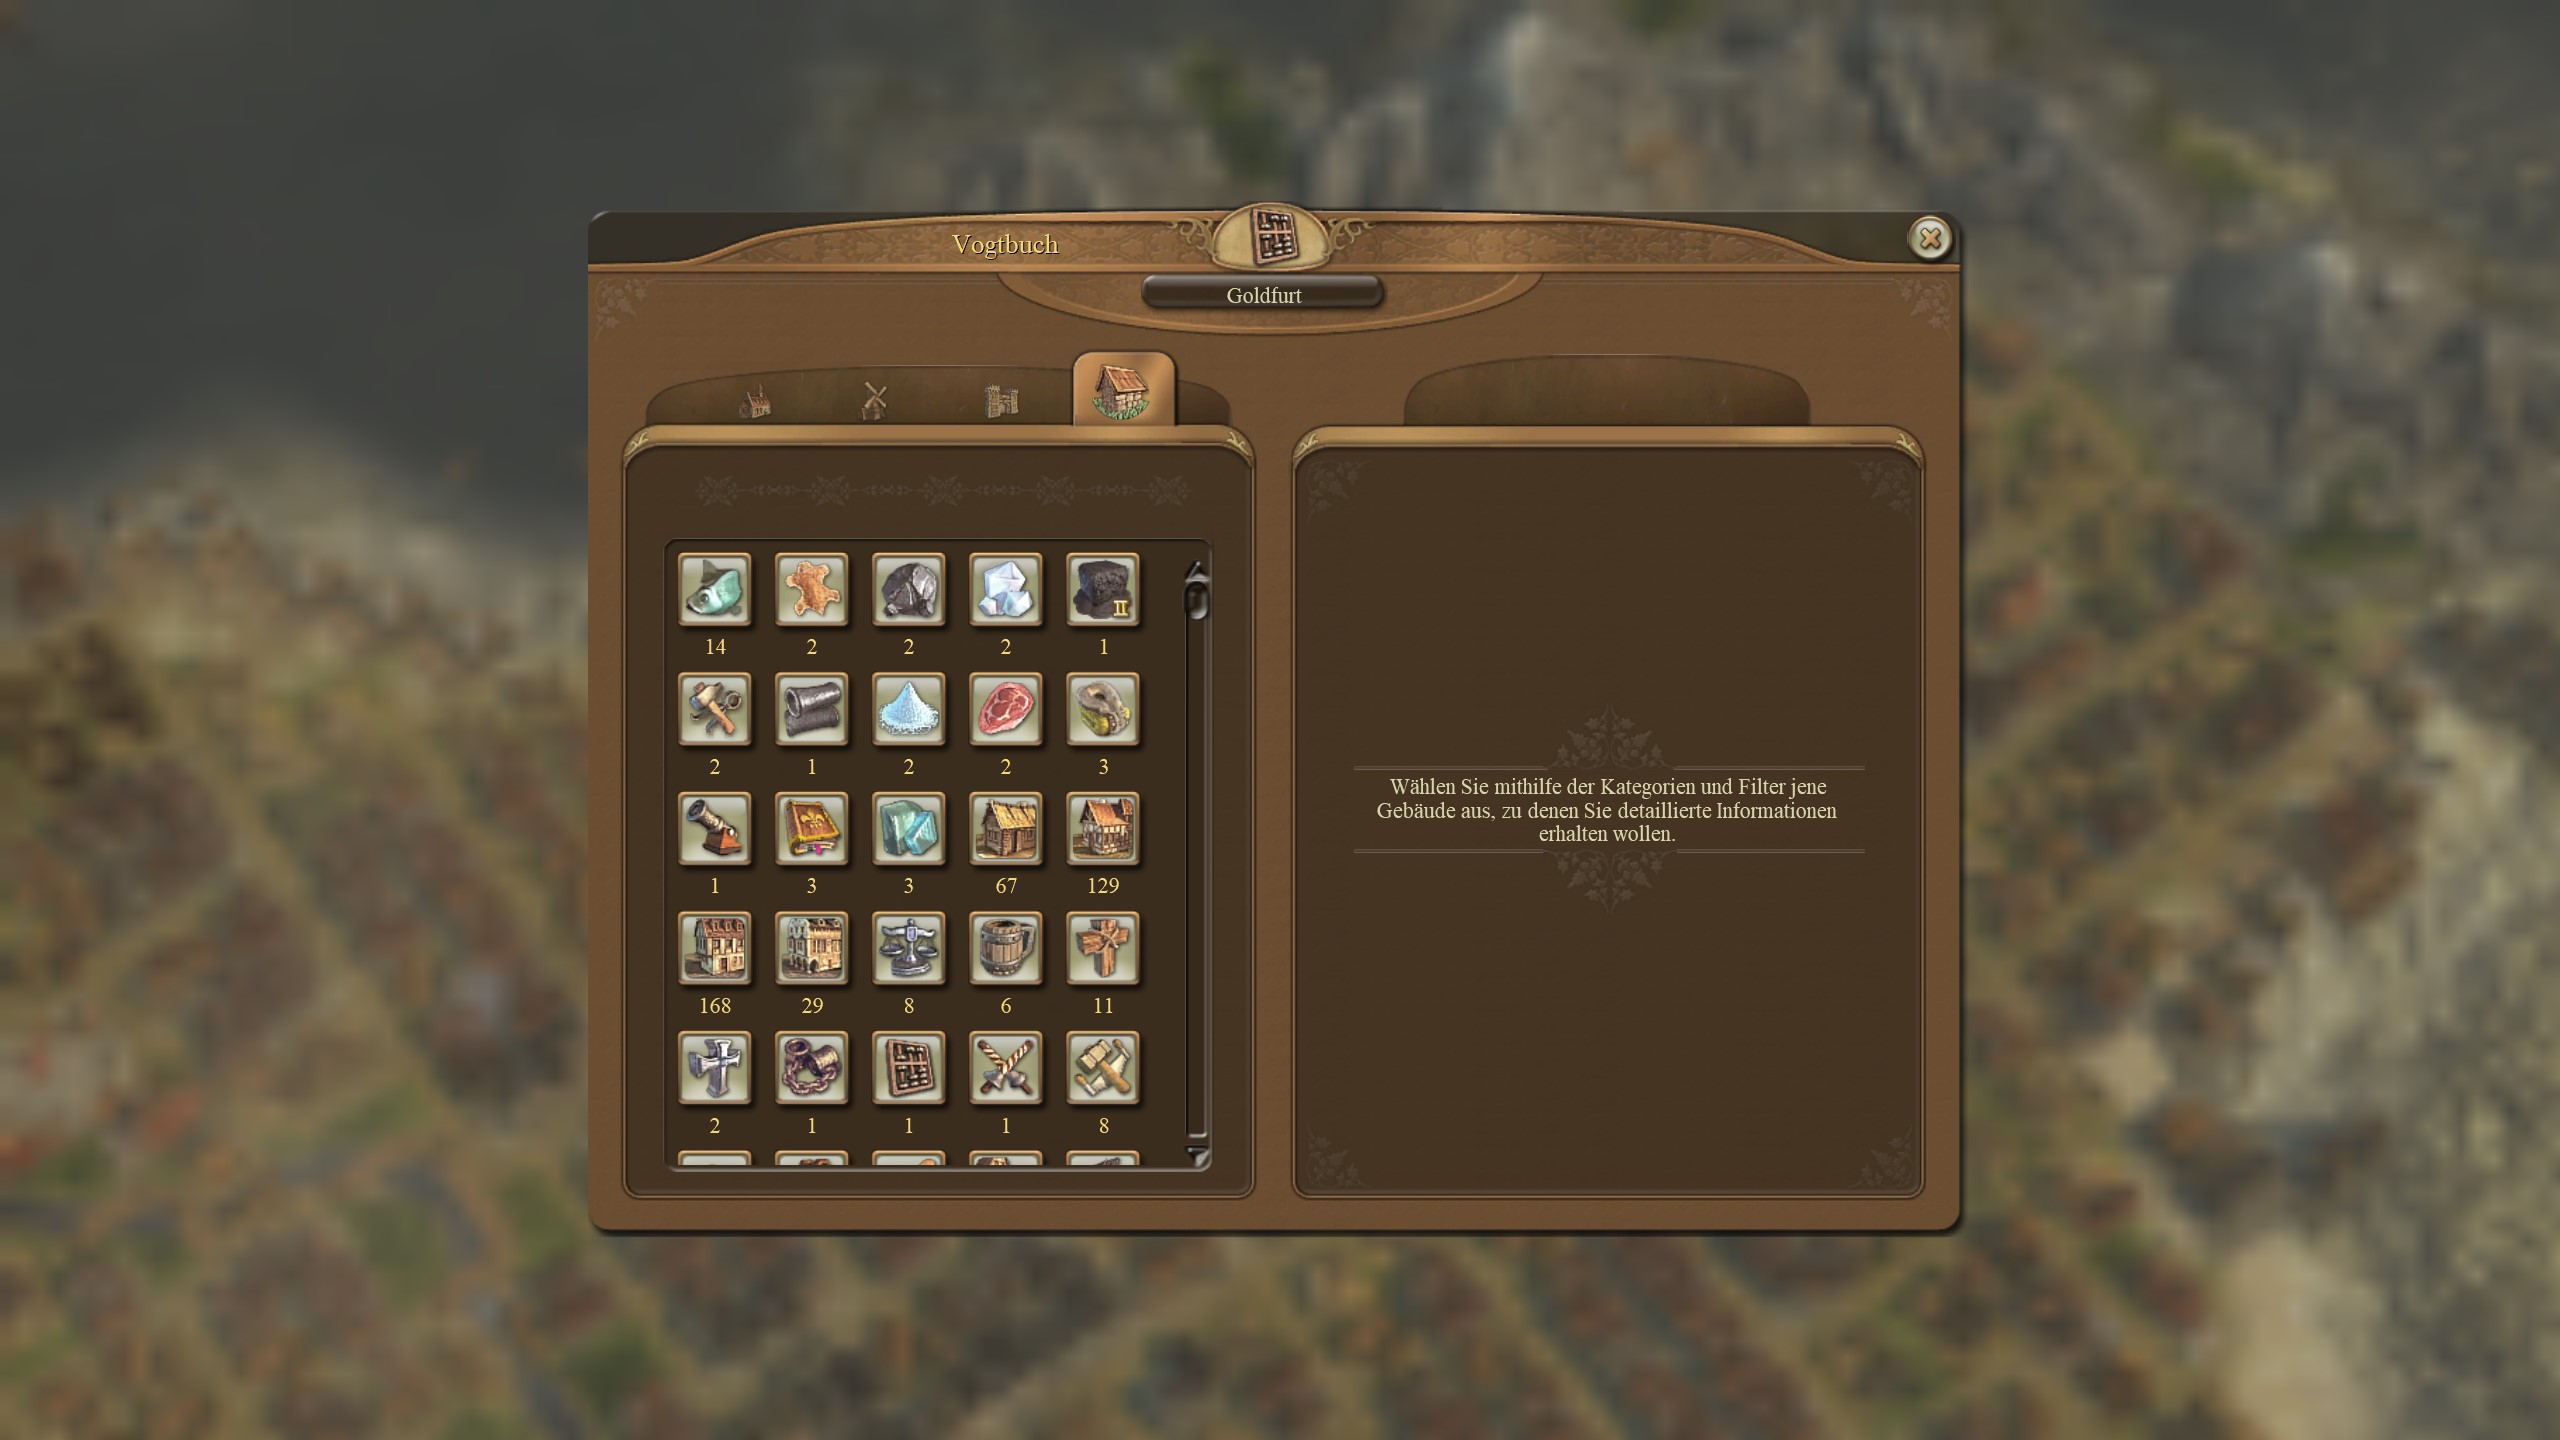 Vogtbuch
Goldfurt
II
14 2 2 2 1
2 1 2 2 3
1 3 3 67 129
168 29 8 6 11
2 1 1 1 8
Wählen Sie mithilfe der Kategorien und Filter jene
Gebäude aus, zu denen Sie detaillierte Informationen
erhalten wollen.